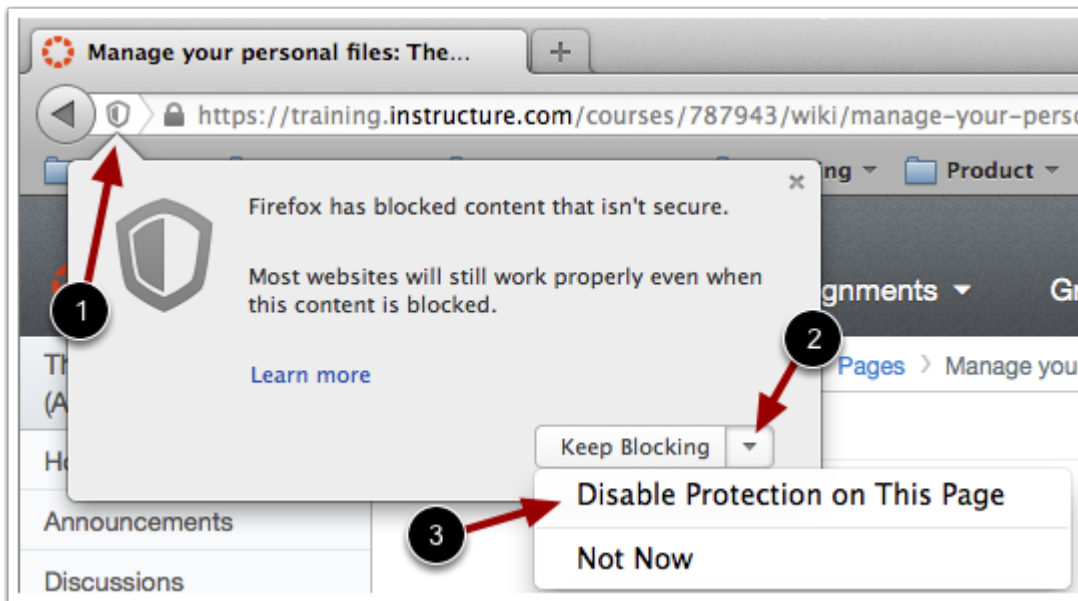 Manage your personal files: The...
+
https://training.instructure.com/courses/787943/wiki/manage-your-perso
ng Product
Firefox has blocked content that isn't secure.
Most websites will still work properly even when
this content is blocked.
1
gnments Gr
2
Learn more
Th
Pages > Manage you
(A
Keep Blocking
Ho
Disable Protection on This Page
Announcements
3
Not Now
Discussions